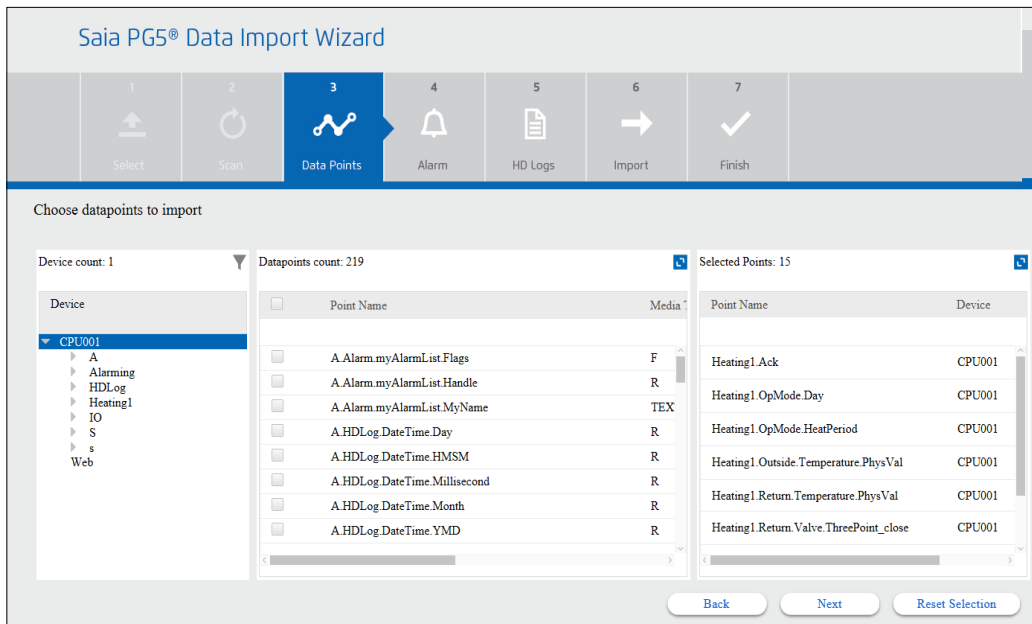 Saia PG5® Data Import Wizard
1 2 3 4 5 6 7
Select Scan Data Points Alarm HD Logs Import Finish
Choose datapoints to import
Device count: 1
Device
CPU001
A
Alarming
HDLog
Heating1
IO
S
s
Web
Datapoints count: 219
Point Name Media T
A.Alarm.myAlarmList.Flags F
A.Alarm.myAlarmList.Handle R
A.Alarm.myAlarmList.MyName TEX
A.HDLog.DateTime.Day R
A.HDLog.DateTime.HMSM R
A.HDLog.DateTime.Millisecond R
A.HDLog.DateTime.Month R
A.HDLog.DateTime.YMD R
Selected Points: 15
Point Name Device
Heating1.Ack CPU001
Heating1.OpMode.Day CPU001
Heating1.OpMode.HeatPeriod CPU001
Heating1.Outside.Temperature.PhysVal CPU001
Heating1.Return.Temperature.PhysVal CPU001
Heating1.Return.Valve.ThreePoint_close CPU001
Back Next Reset Selection